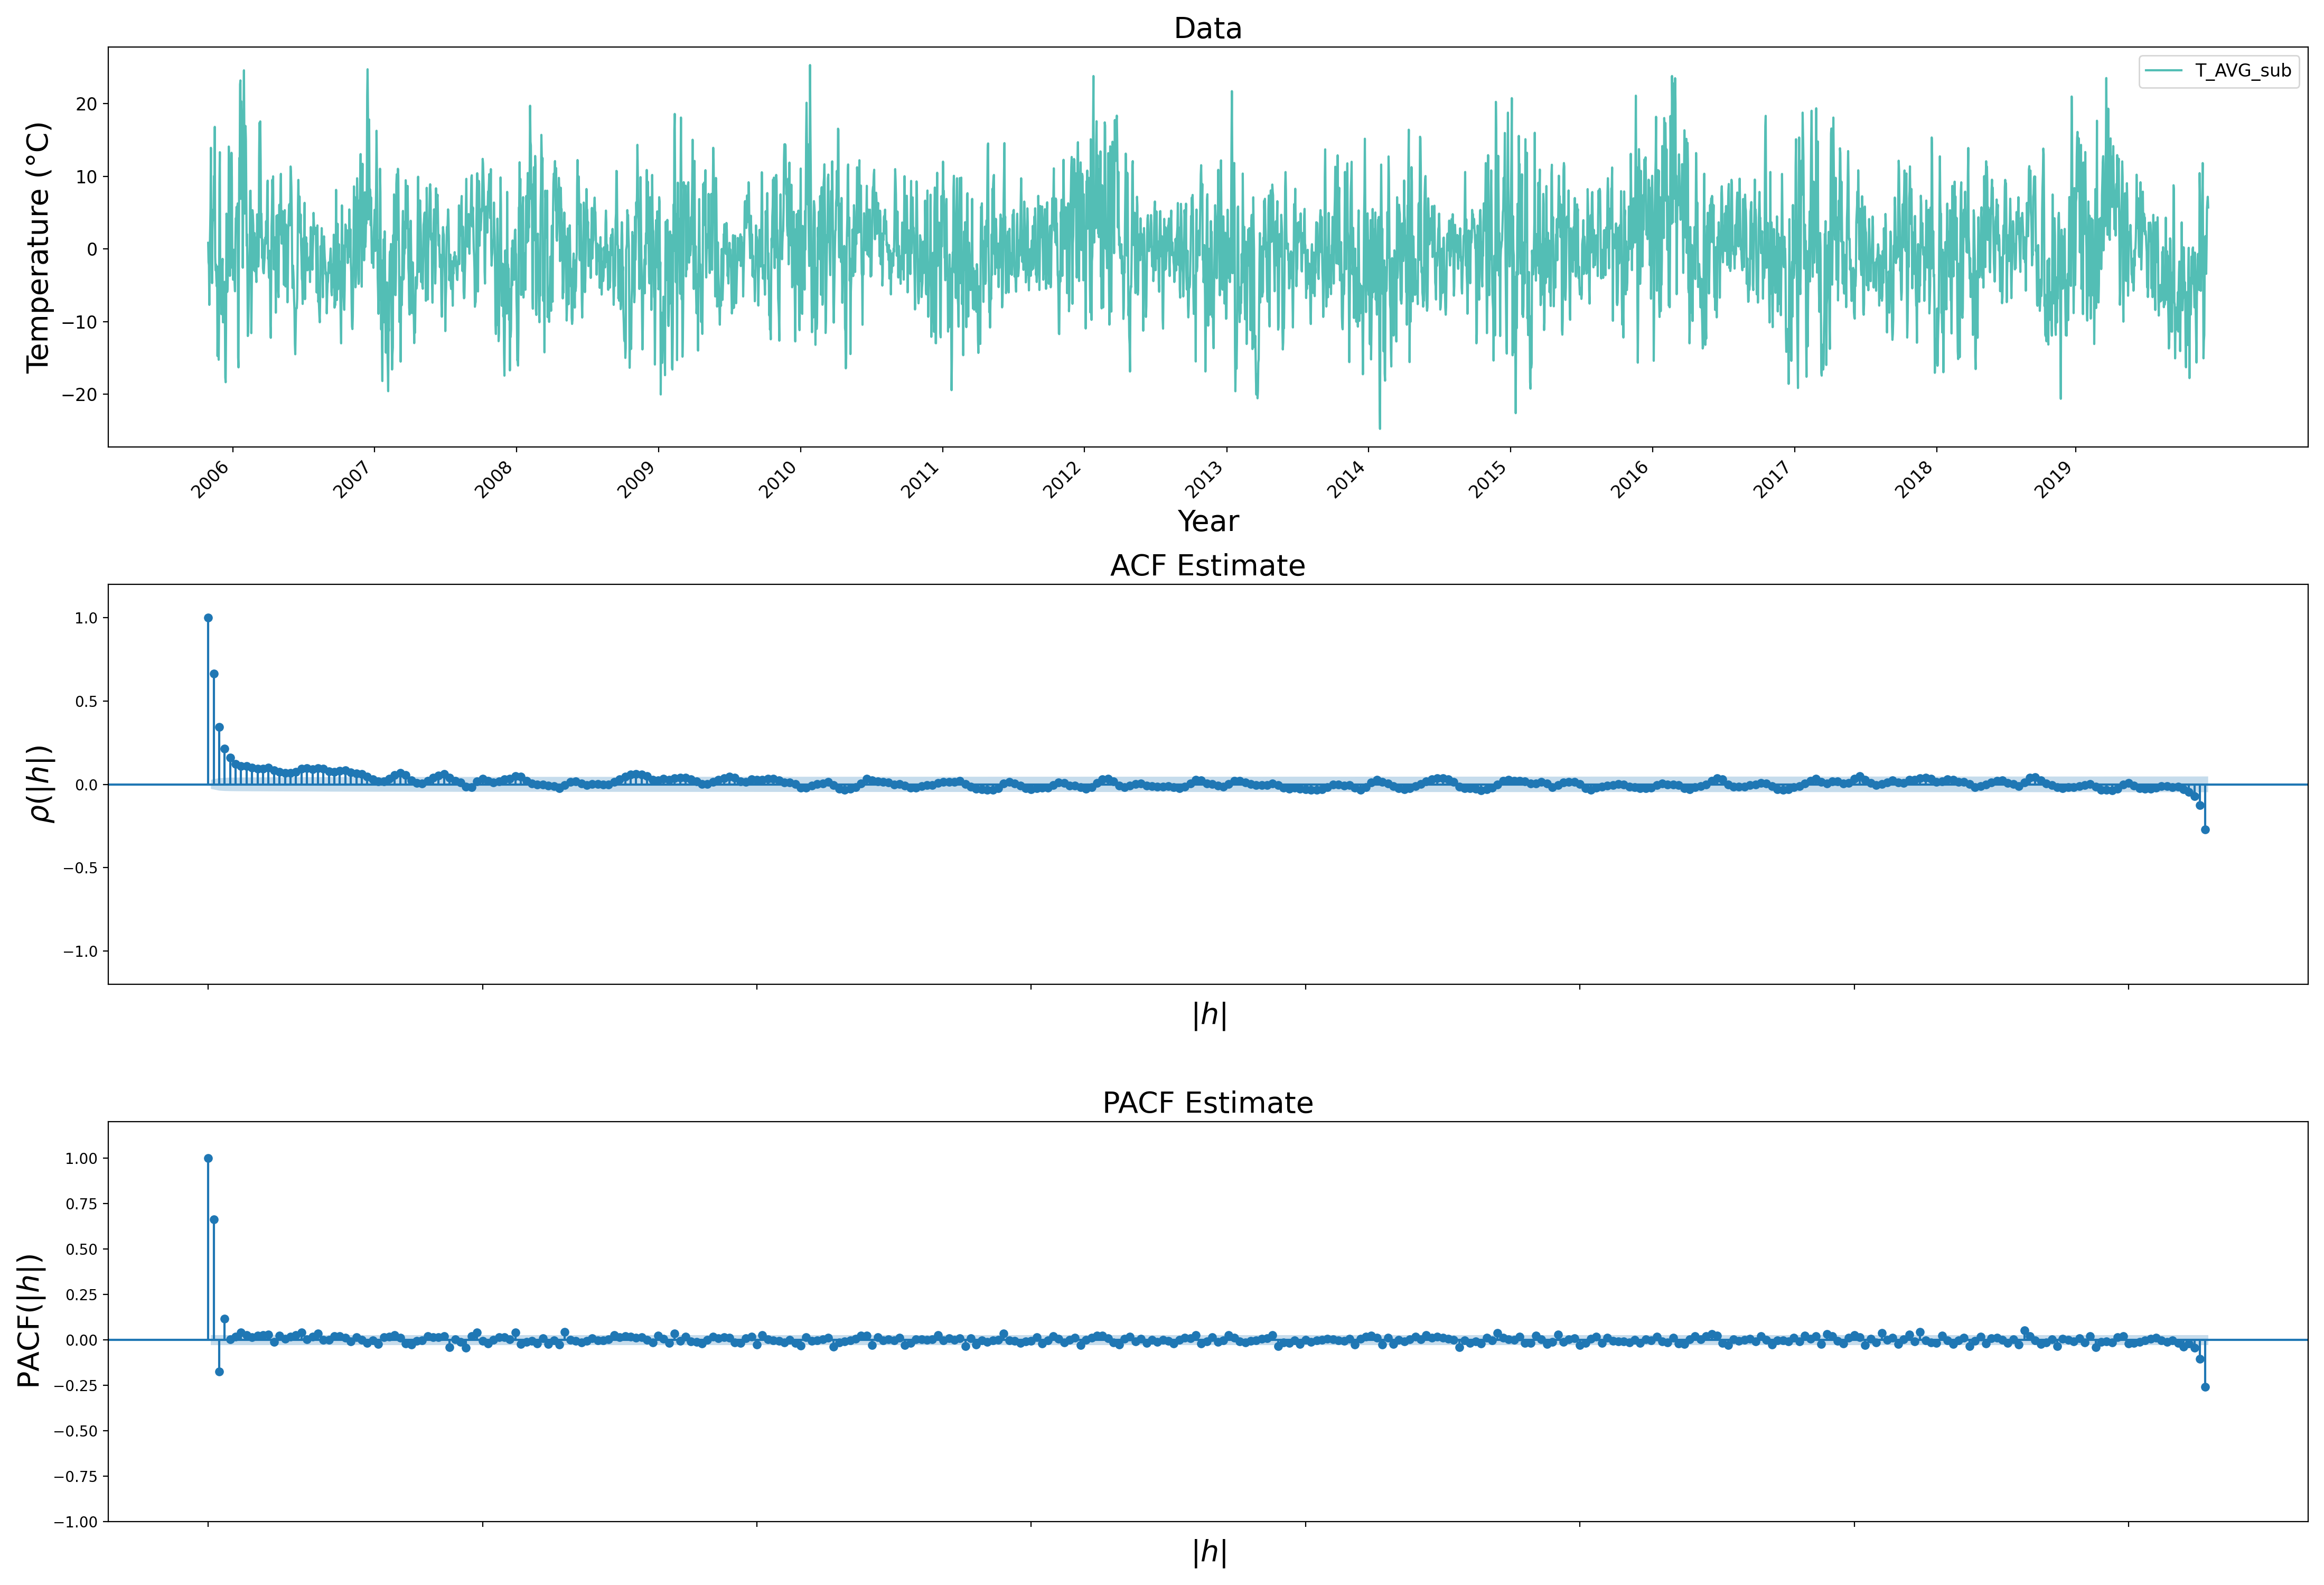 Data
T_AVG_sub
Temperature (°C)
20
10
0
−10
−20
2006 2007 2008 2009 2010 2011 2012 2013 2014 2015 2016 2017 2018 2019
Year
ACF Estimate
ρ(|h|)
1.0
0.5
0.0
−0.5
−1.0
|h|
PACF Estimate
PACF(|h|)
1.00
0.75
0.50
0.25
0.00
−0.25
−0.50
−0.75
−1.00
|h|